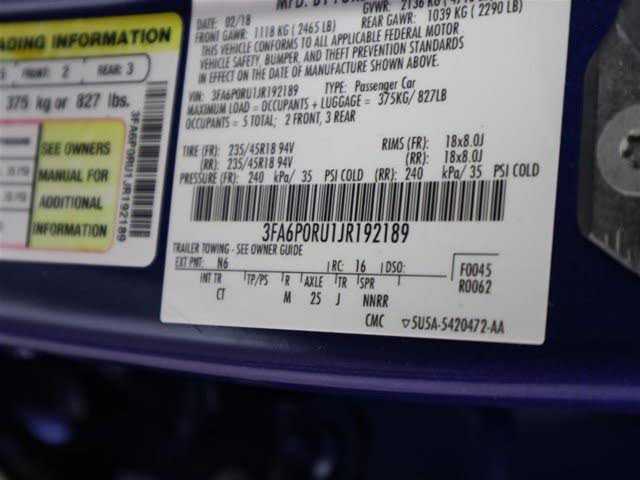 DATE: 02/18
FRONT GAWR: 1118 KG ( 2465 LB)
REAR GAWR:
1039 KG ( 2290 LB)
THIS VEHICLE CONFORMS TO ALL APPLICABLE FEDERAL MOTOR
VEHICLE SAFETY, BUMPER, AND THEFT PREVENTION STANDARDS
IN EFFECT ON THE DATE OF MANUFACTURE SHOWN ABOVE.
VIN: 3FA6P0RU1JR192189 TYPE: Passenger Car
MAXIMUM LOAD = OCCUPANTS + LUGGAGE = 375KG/ 827LB
OCCUPANTS = 5 TOTAL; 2 FRONT, 3 REAR
TIRE (FR): 235/45R18 94V RIMS (FR): 18x8.0J
(RR): 235/45R18 94V (RR): 18x8.0J
PRESSURE (FR): 240 kPa/ 35 PSI COLD (RR): 240 kPa/ 35 PSI COLD
3FA6P0RU1JR192189
TRAILER TOWING - SEE OWNER GUIDE
EXT PNT: N6 RC: 16 DSO:
INT TR TP/PS R AXLE TR SPR
CT M 25 J NNRR
F0045
R0062
CMC 5U5A-5420472-AA
LOADING INFORMATION
FRONT: 2 REAR: 3
375 kg or 827 lbs.
SEE OWNERS
MANUAL FOR
ADDITIONAL
INFORMATION
3FA6P0RU1JR192189